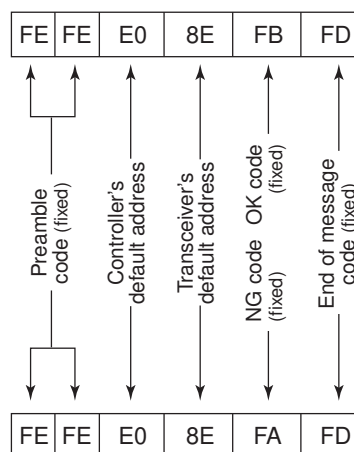 FE FE E0 8E FB FD
Preamble
code (fixed)
Controller's
default address
Transceiver's
default address
OK code
(fixed)
NG code
(fixed)
End of message
code (fixed)
FE FE E0 8E FA FD